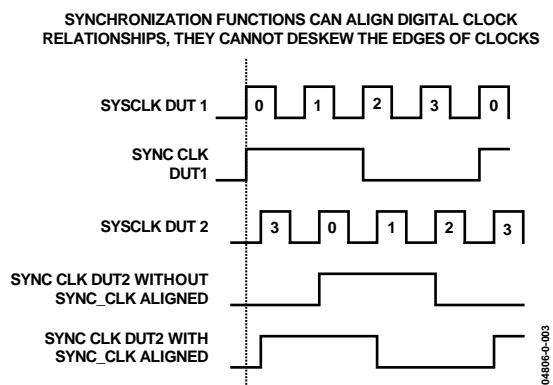 SYNCHRONIZATION FUNCTIONS CAN ALIGN DIGITAL CLOCK
RELATIONSHIPS, THEY CANNOT DESKEW THE EDGES OF CLOCKS
SYSCLK DUT 1
0 1 2 3 0
SYNC CLK
DUT1
SYSCLK DUT 2
3 0 1 2 3
SYNC CLK DUT2 WITHOUT
SYNC_CLK ALIGNED
SYNC CLK DUT2 WITH
SYNC_CLK ALIGNED
04806-0-003